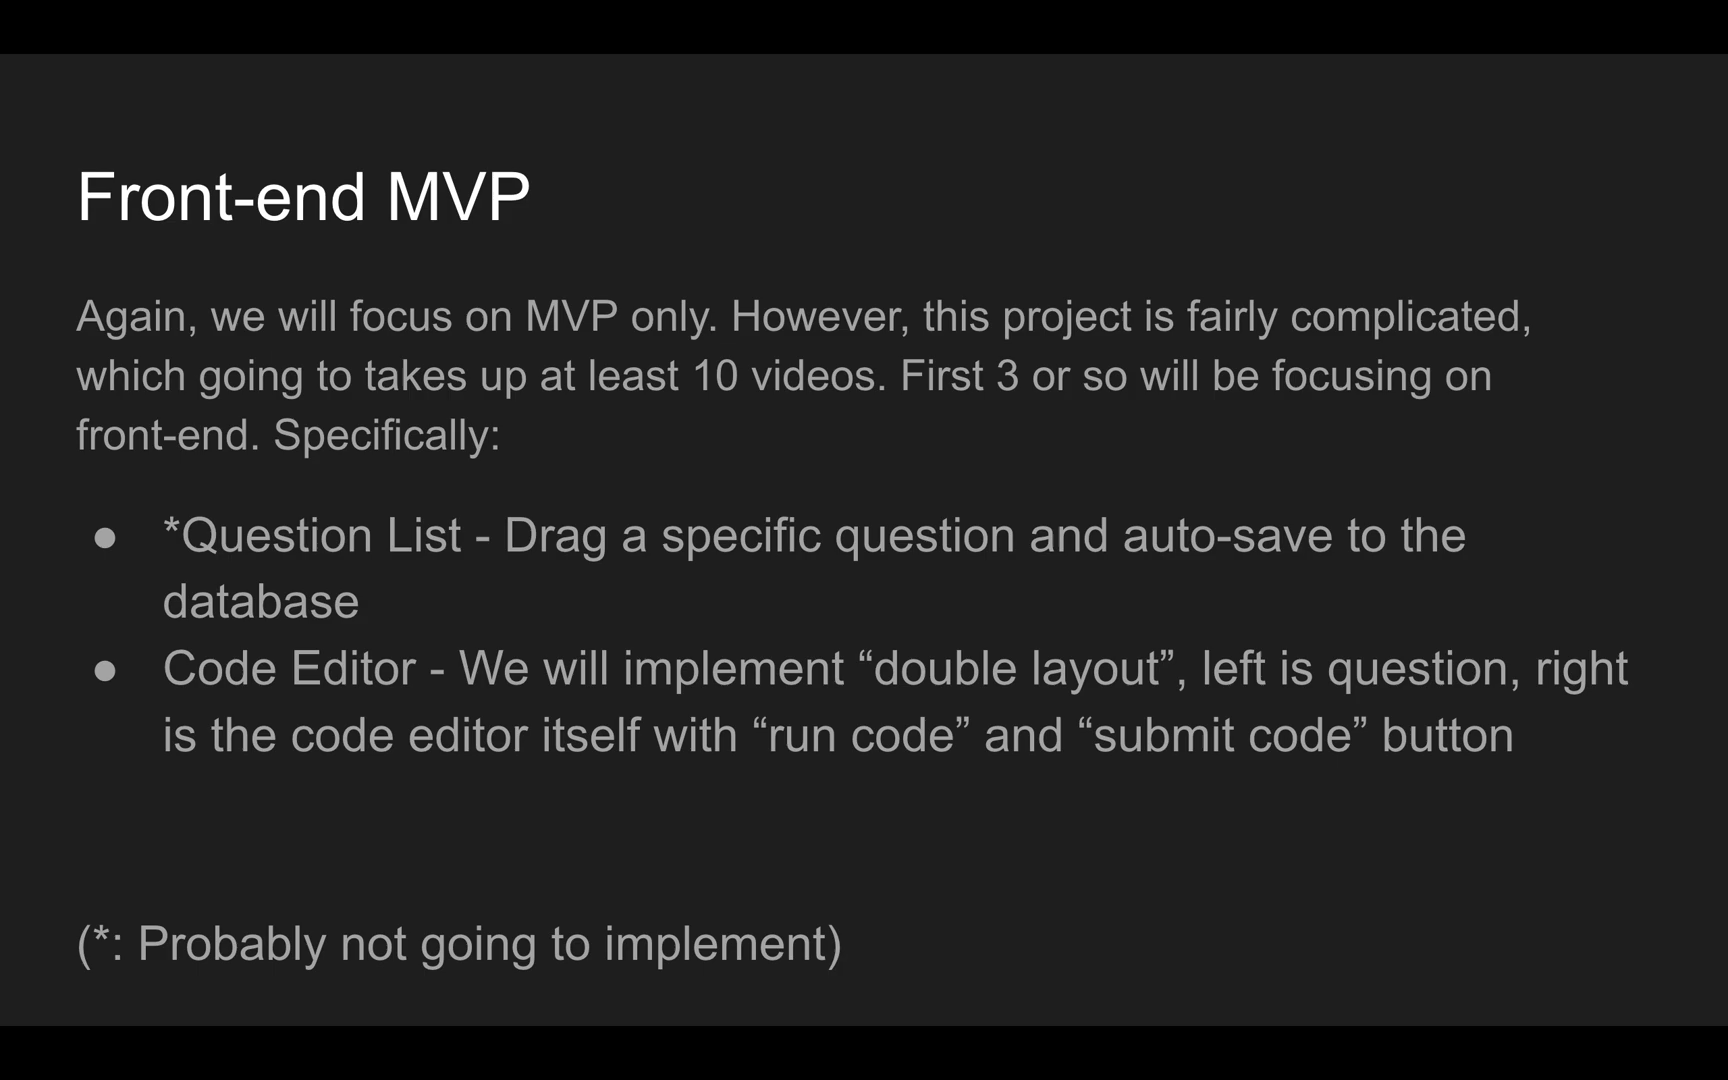 Front-end MVP
Again, we will focus on MVP only. However, this project is fairly complicated,
which going to takes up at least 10 videos. First 3 or so will be focusing on
front-end. Specifically:
● *Question List - Drag a specific question and auto-save to the
database
● Code Editor - We will implement “double layout”, left is question, right
is the code editor itself with “run code” and “submit code” button
(*: Probably not going to implement)